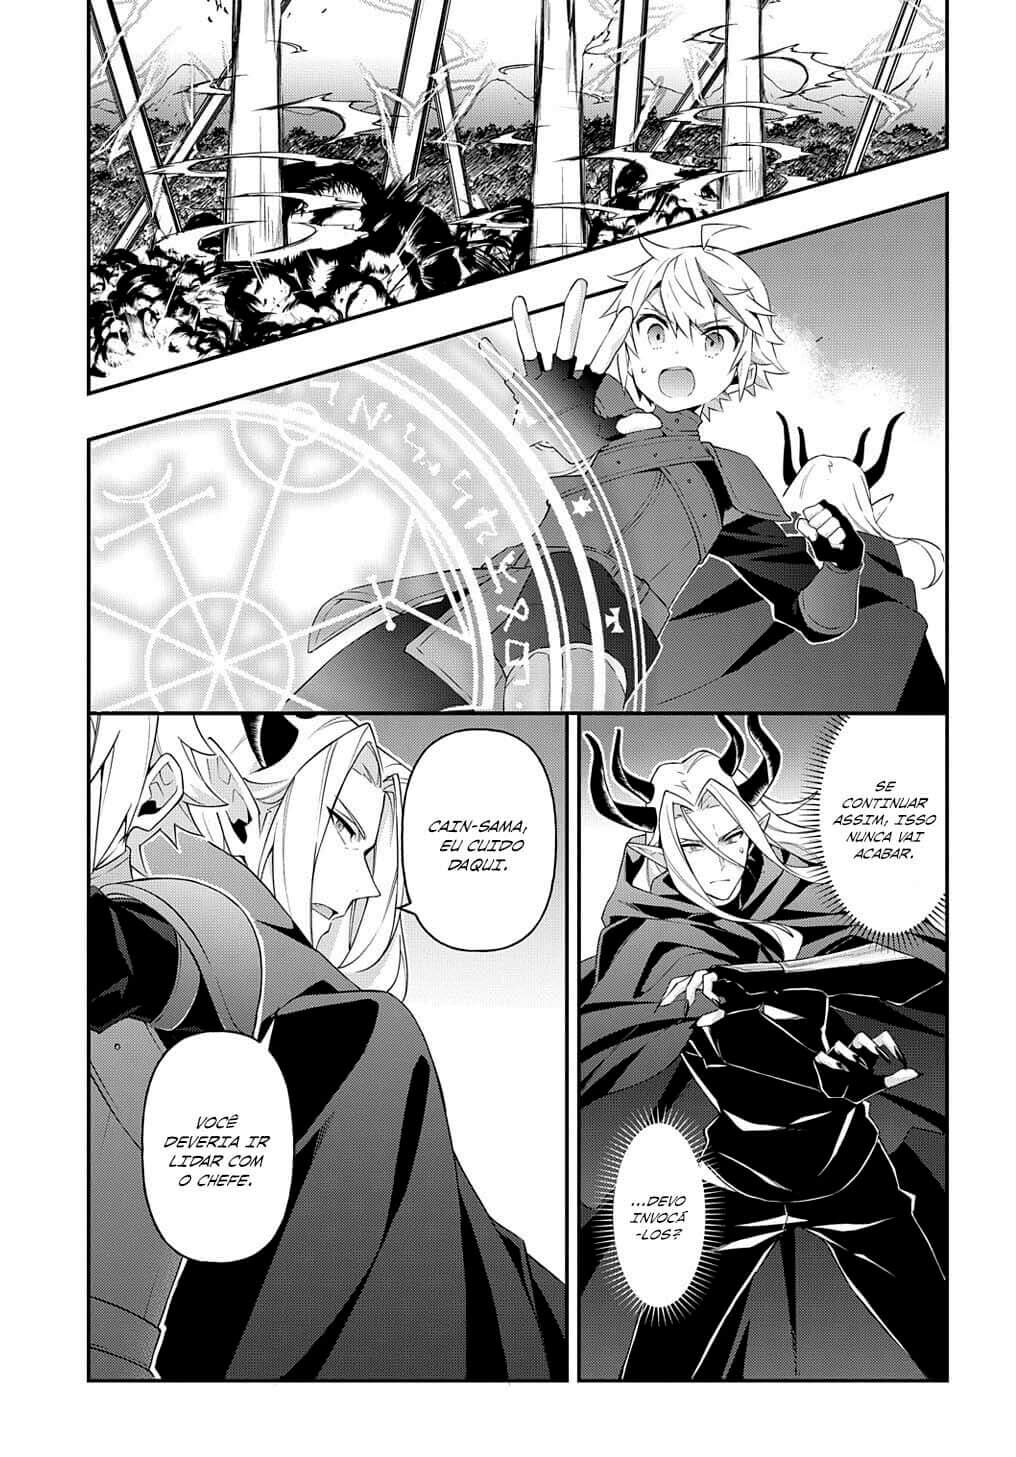 SE
CONTINUAR
ASSIM, ISSO
NUNCA VAI
ACABAR.
...DEVO
INVOCÁ
-LOS?
CAIN-SAMA,
EU CUIDO
DAQUI.
VOCÊ
DEVERIA IR
LIDAR COM
O CHEFE.